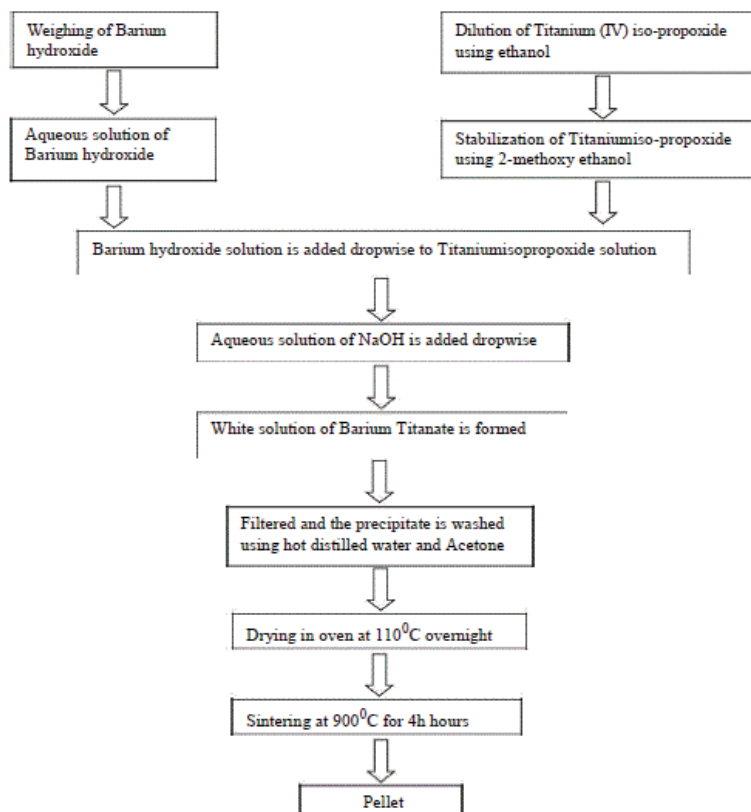 Weighing of Barium
hydroxide
Aqueous solution of
Barium hydroxide
Dilution of Titanium (IV) iso-propoxide
using ethanol
Stabilization of Titaniumiso-propoxide
using 2-methoxy ethanol
Barium hydroxide solution is added dropwise to Titaniumisopropoxide solution
Aqueous solution of NaOH is added dropwise
White solution of Barium Titanate is formed
Filtered and the precipitate is washed
using hot distilled water and Acetone
Drying in oven at 110⁰C overnight
Sintering at 900⁰C for 4h hours
Pellet